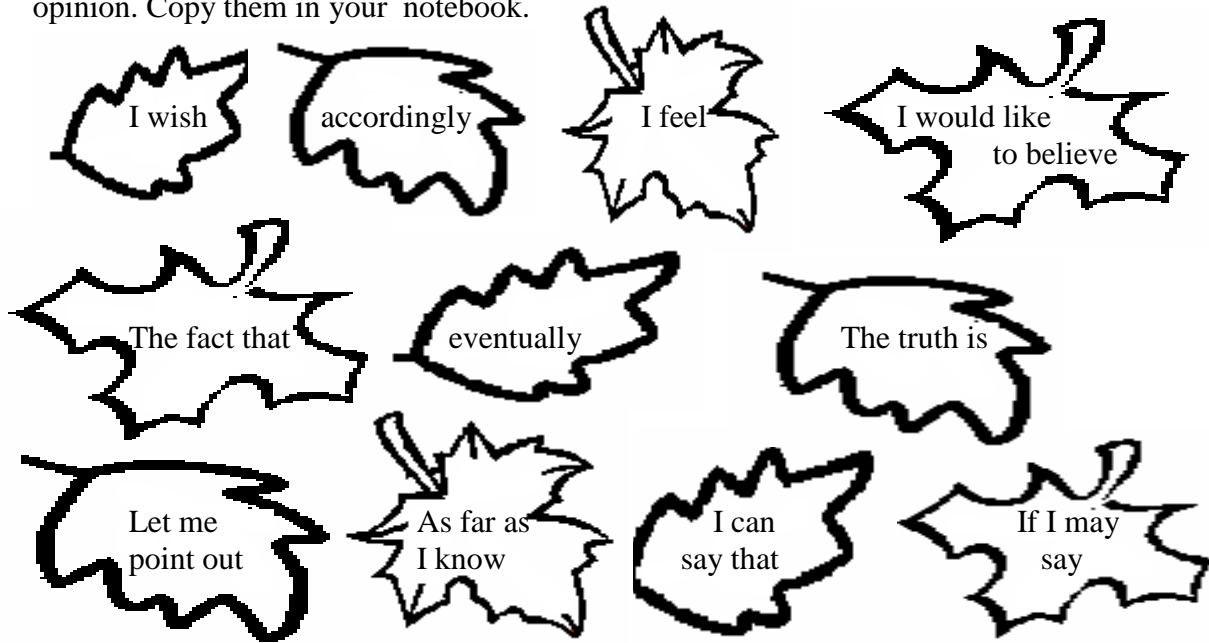 opinion. Copy them in your notebook.
I wish
accordingly
I feel
I would like
to believe
The fact that
eventually
The truth is
Let me
point out
As far as
I know
I can
say that
If I may
say